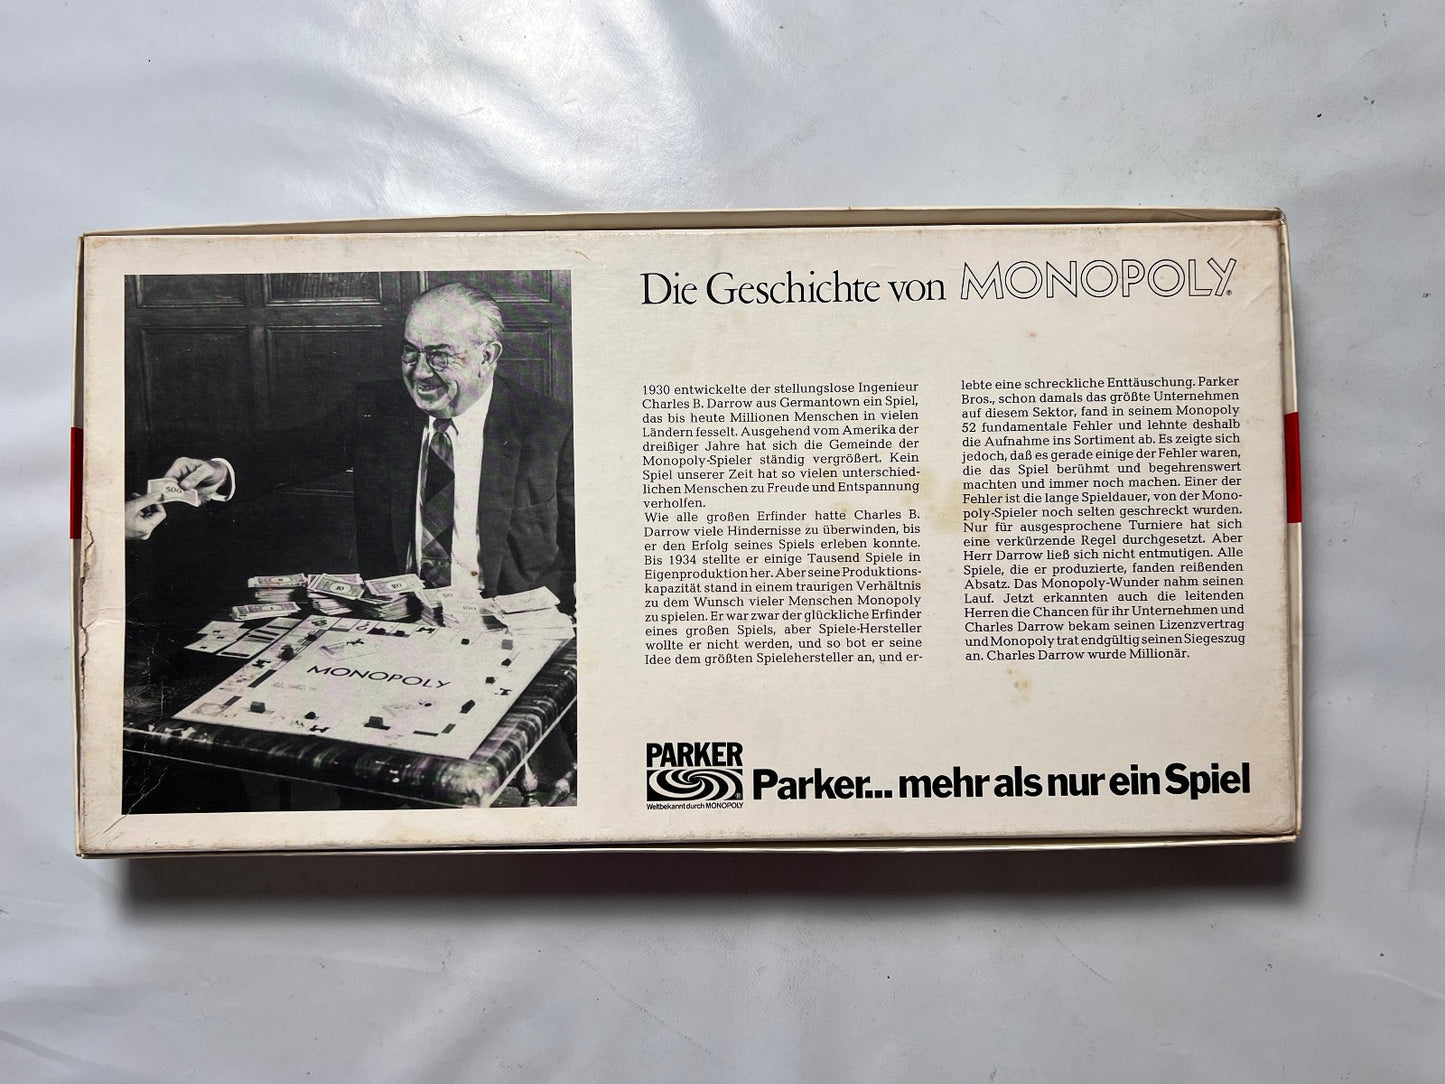 Die Geschichte von MONOPOLY®
1930 entwickelte der stellungslose Ingenieur
Charles B. Darrow aus Germantown ein Spiel,
das bis heute Millionen Menschen in vielen
Ländern fesselt. Ausgehend vom Amerika der
dreißiger Jahre hat sich die Gemeinde der
Monopoly-Spieler ständig vergrößert. Kein
Spiel unserer Zeit hat so vielen unterschied-
lichen Menschen zu Freude und Entspannung
verholfen.
Wie alle großen Erfinder hatte Charles B.
Darrow viele Hindernisse zu überwinden, bis
er den Erfolg seines Spiels erleben konnte.
Bis 1934 stellte er einige Tausend Spiele in
Eigenproduktion her. Aber seine Produktions-
kapazität stand in einem traurigen Verhältnis
zu dem Wunsch vieler Menschen Monopoly
zu spielen. Er war zwar der glückliche Erfinder
eines großen Spiels, aber Spiele-Hersteller
wollte er nicht werden, und so bot er seine
Idee dem größten Spielehersteller an, und er-
lebte eine schreckliche Enttäuschung. Parker
Bros., schon damals das größte Unternehmen
auf diesem Sektor, fand in seinem Monopoly
52 fundamentale Fehler und lehnte deshalb
die Aufnahme ins Sortiment ab. Es zeigte sich
jedoch, daß es gerade einige der Fehler waren,
die das Spiel berühmt und begehrenswert
machten und immer noch machen. Einer der
Fehler ist die lange Spieldauer, von der Mono-
poly-Spieler noch selten geschreckt wurden.
Nur für ausgesprochene Turniere hat sich
eine verkürzende Regel durchgesetzt. Aber
Herr Darrow ließ sich nicht entmutigen. Alle
Spiele, die er produzierte, fanden reißenden
Absatz. Das Monopoly-Wunder nahm seinen
Lauf. Jetzt erkannten auch die leitenden
Herren die Chancen für ihr Unternehmen und
Charles Darrow bekam seinen Lizenzvertrag
und Monopoly trat endgültig seinen Siegeszug
an. Charles Darrow wurde Millionär.
500
10
20
50
100
MONOPOLY
PARKER
®
Weltbekannt durch MONOPOLY
Parker... mehr als nur ein Spiel